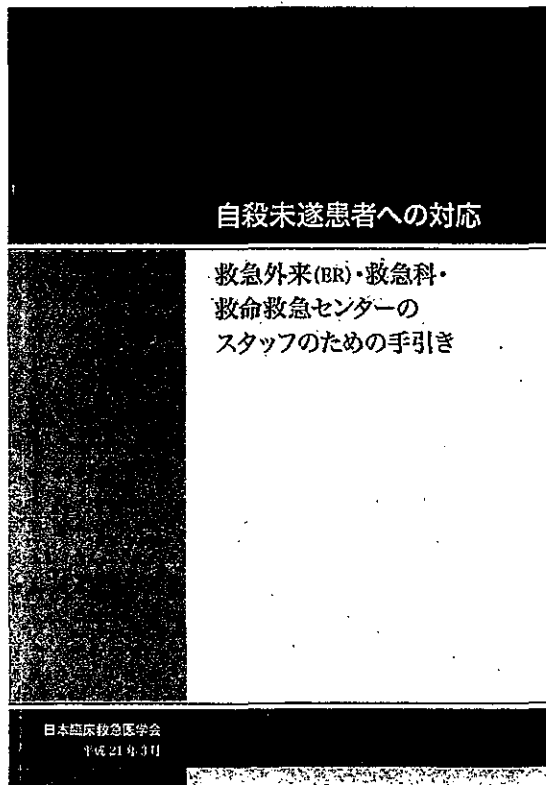 自殺未遂患者への対応
救急外来(ER)・救急科・
救命救急センターの
スタッフのための手引き
日本臨床救急医学会
平成21年3月